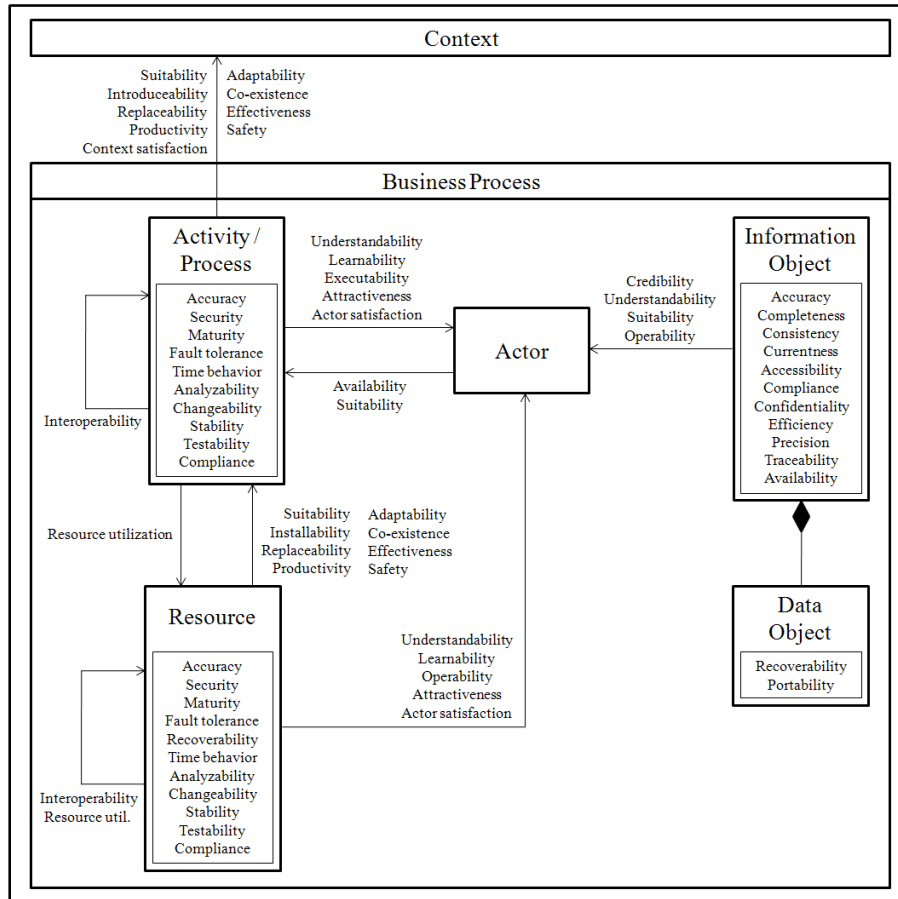 Context
Suitability
Introduceability
Replaceability
Productivity
Context satisfaction
Adaptability
Co-existence
Effectiveness
Safety
Business Process
Activity /
Process
Accuracy
Security
Maturity
Fault tolerance
Time behavior
Analyzability
Changeability
Stability
Testability
Compliance
Interoperability
Understandability
Learnability
Executability
Attractiveness
Actor satisfaction
Availability
Suitability
Actor
Credibility
Understandability
Suitability
Operability
Information
Object
Accuracy
Completeness
Consistency
Currentness
Accessibility
Compliance
Confidentiality
Efficiency
Precision
Traceability
Availability
Resource utilization
Suitability
Installability
Replaceability
Productivity
Adaptability
Co-existence
Effectiveness
Safety
Resource
Accuracy
Security
Maturity
Fault tolerance
Recoverability
Time behavior
Analyzability
Changeability
Stability
Testability
Compliance
Interoperability
Resource util.
Understandability
Learnability
Operability
Attractiveness
Actor satisfaction
Data
Object
Recoverability
Portability